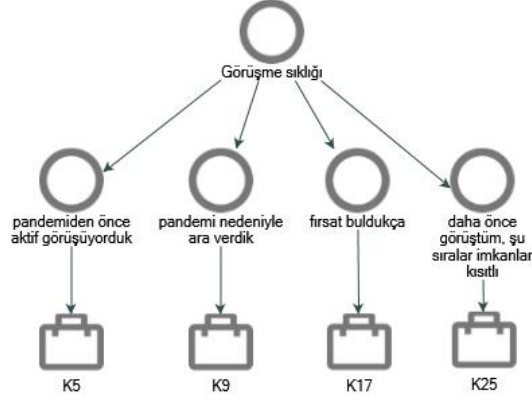 Görüşme sıklığı
pandemiden önce
aktif görüşüyorduk
pandemi nedeniyle
ara verdik
fırsat buldukça
daha önce
görüştüm, şu
sıralar imkanlar
kısıtlı
K5
K9
K17
K25